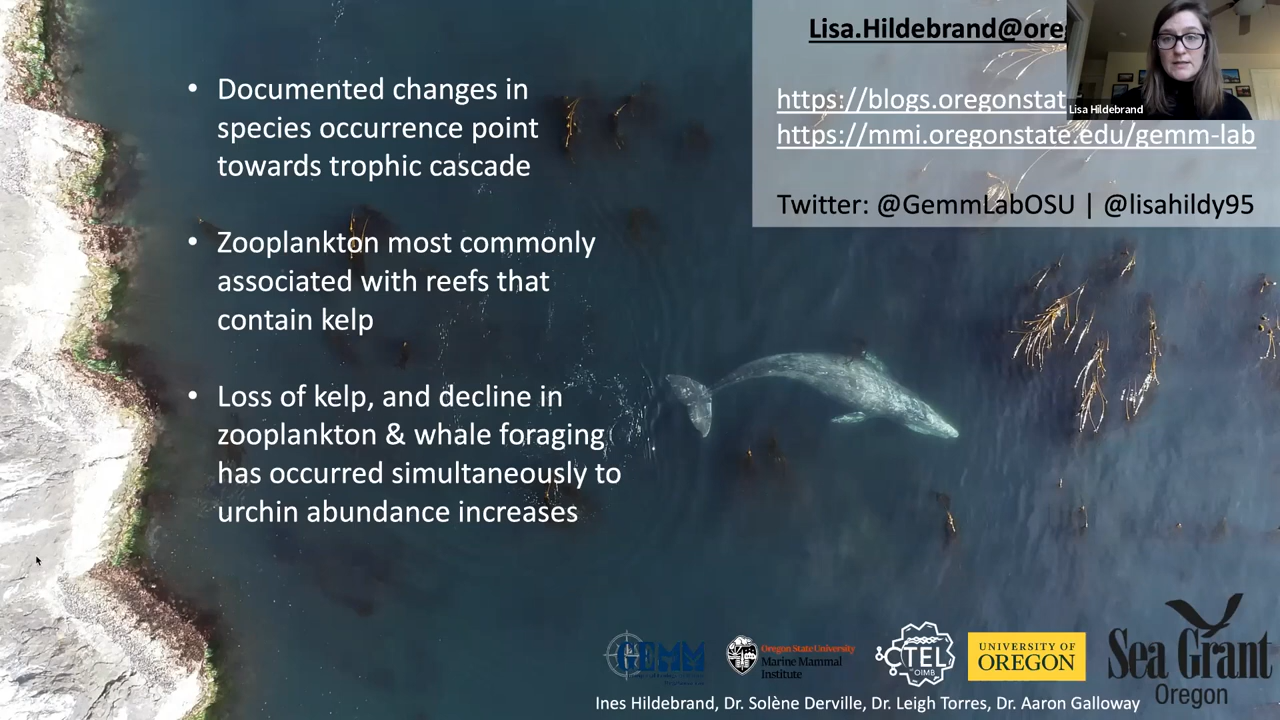 Lisa.Hildebrand@ore
https://blogs.oregonstat
https://mmi.oregonstate.edu/gemm-lab
Twitter: @GemmLabOSU | @lisahildy95
Lisa Hildebrand
• Documented changes in
species occurrence point
towards trophic cascade
• Zooplankton most commonly
associated with reefs that
contain kelp
• Loss of kelp, and decline in
zooplankton & whale foraging
has occurred simultaneously to
urchin abundance increases
GEMM
Oregon State University
Marine Mammal
Institute
CTEL
OIMB
UNIVERSITY OF
OREGON
Sea Grant
Oregon
Ines Hildebrand, Dr. Solène Derville, Dr. Leigh Torres, Dr. Aaron Galloway